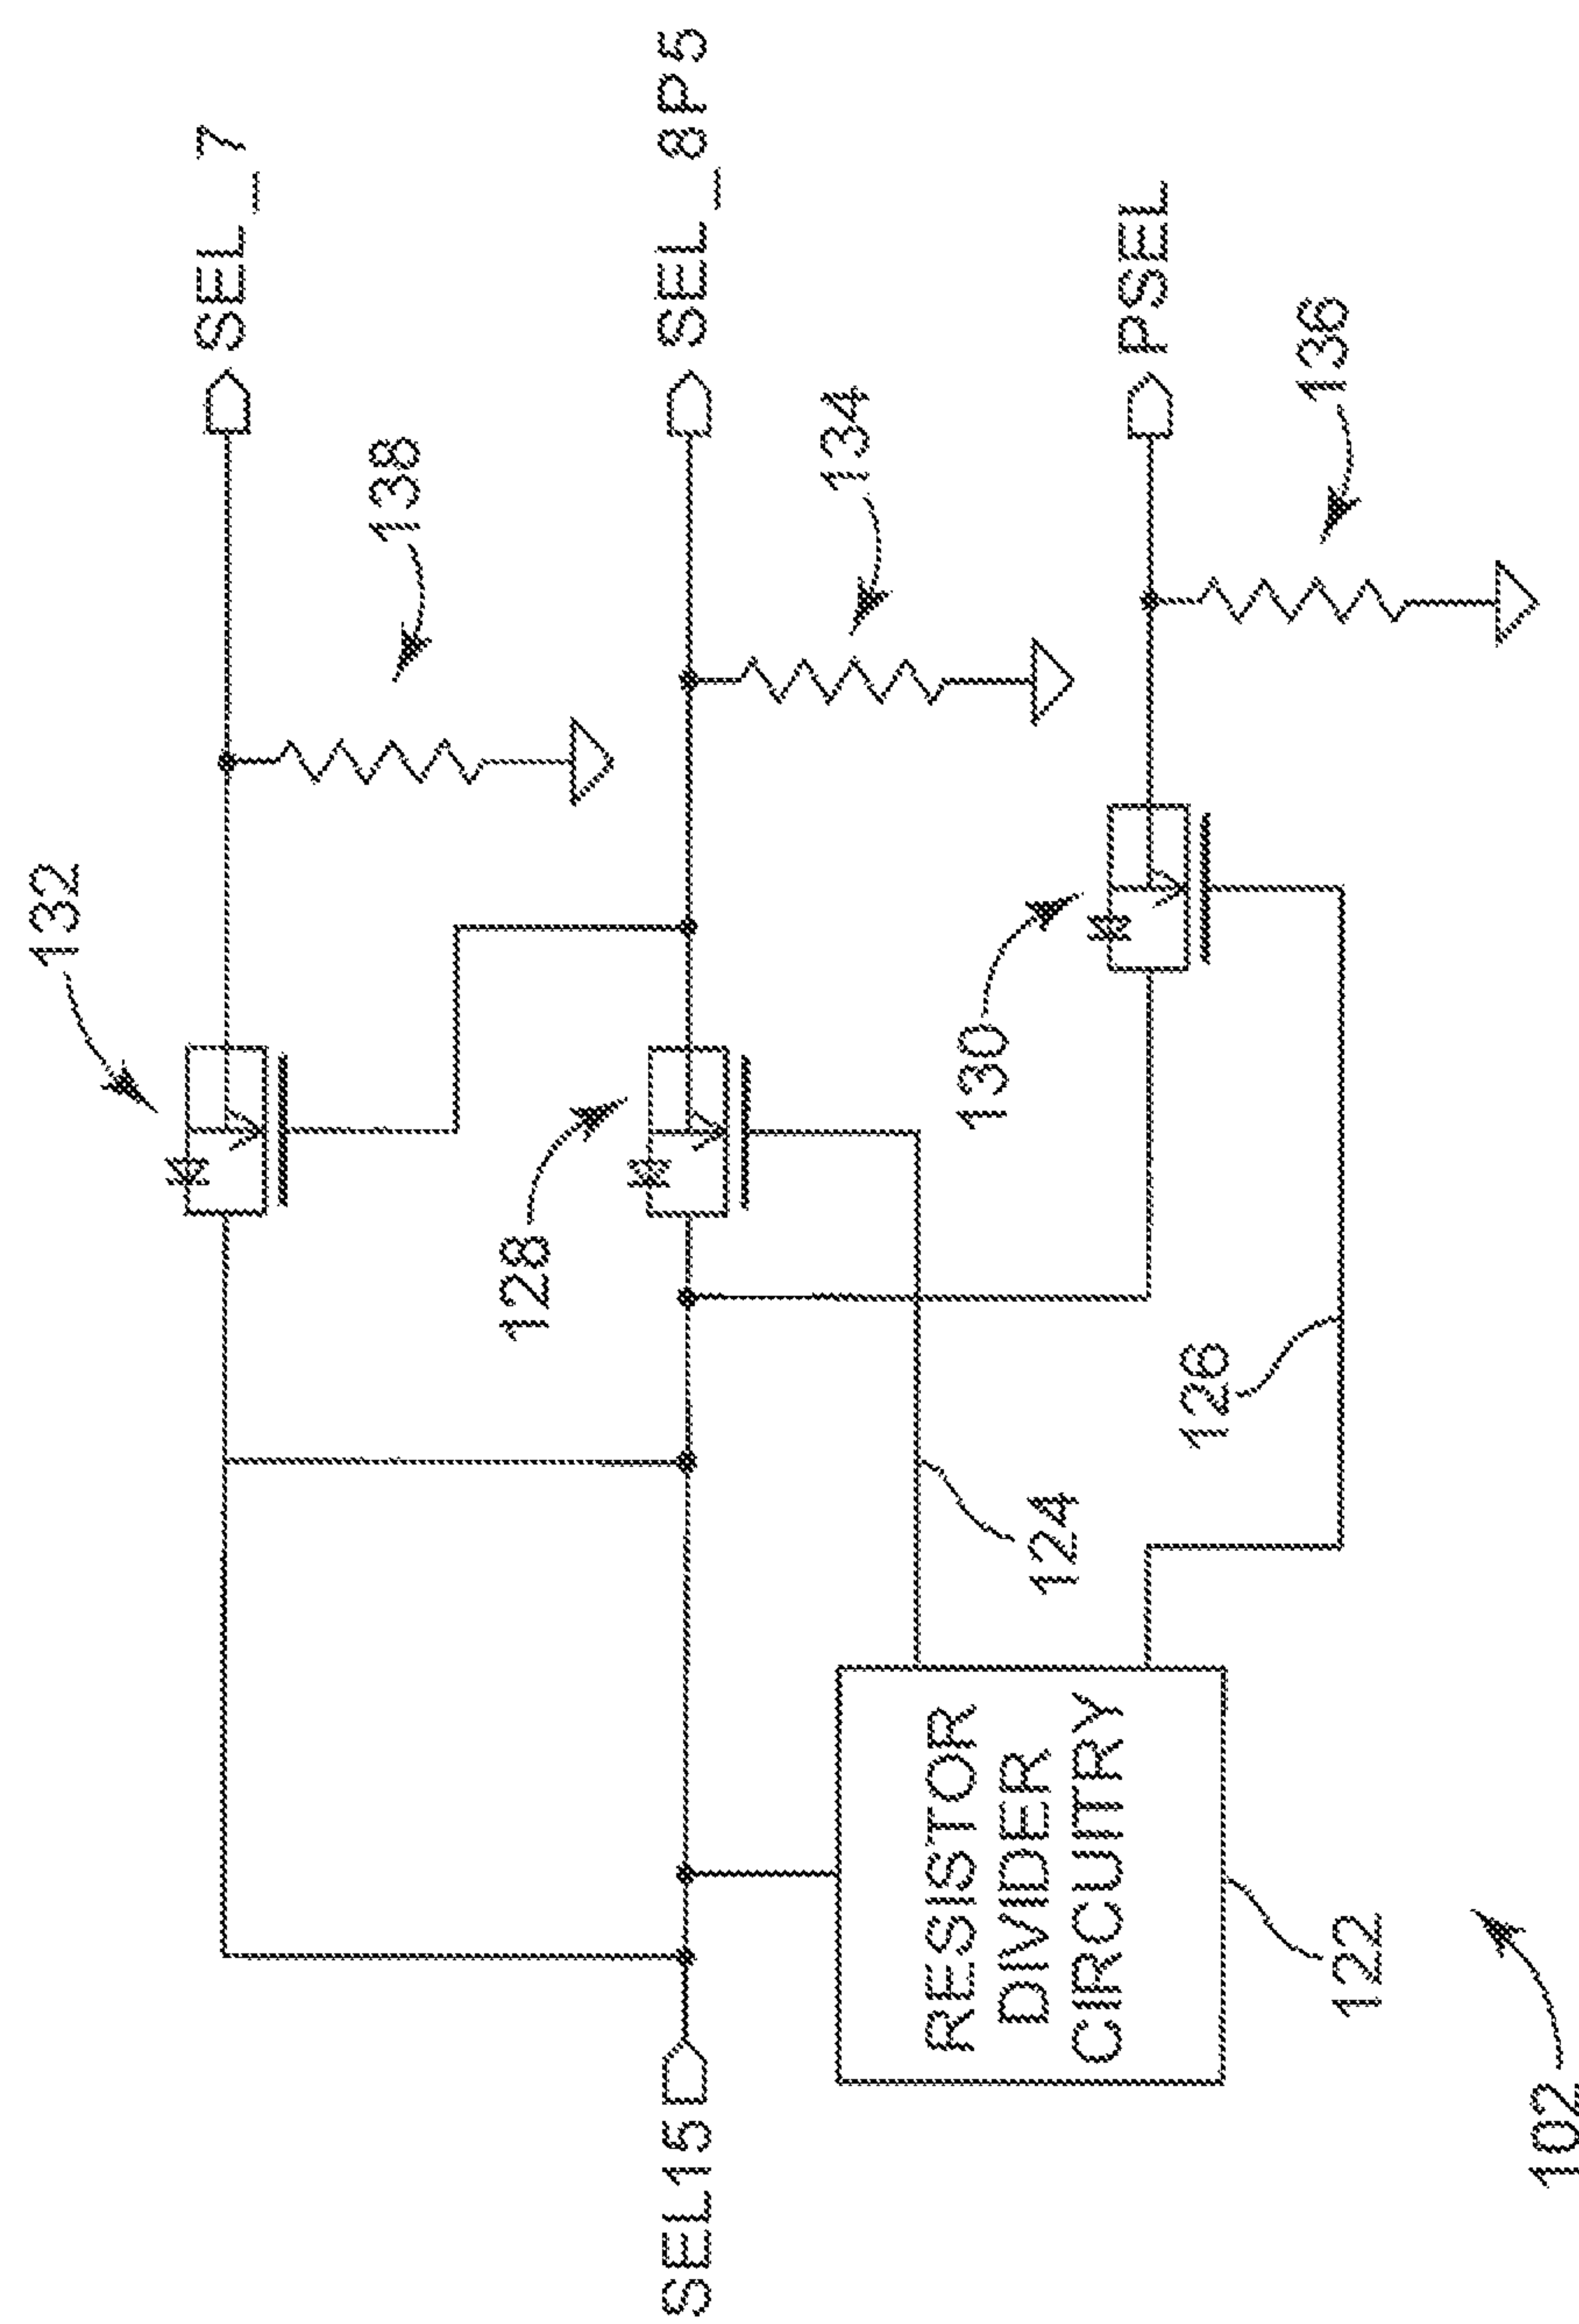 132
SEL_7
138
128
SEL_8P5
134
SEL15
130
PSEL
136
124
126
RESISTOR
DIVIDER
CIRCUITRY
122
102